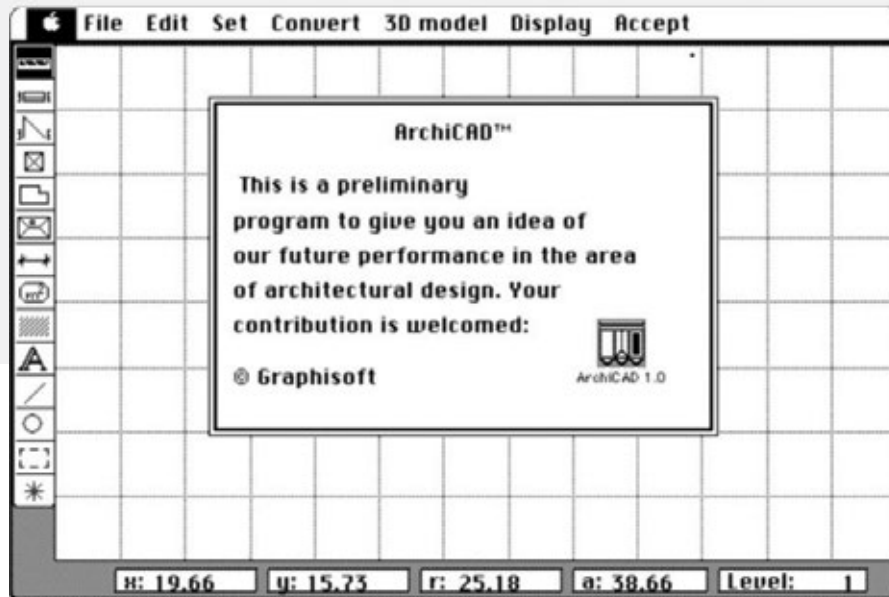 File Edit Set Convert 3D model Display Accept
ArchiCAD™
This is a preliminary
program to give you an idea of
our future performance in the area
of architectural design. Your
contribution is welcomed:
© Graphisoft
ArchiCAD 1.0
x: 19.66 y: 15.73 r: 25.18 a: 38.66 Level: 1